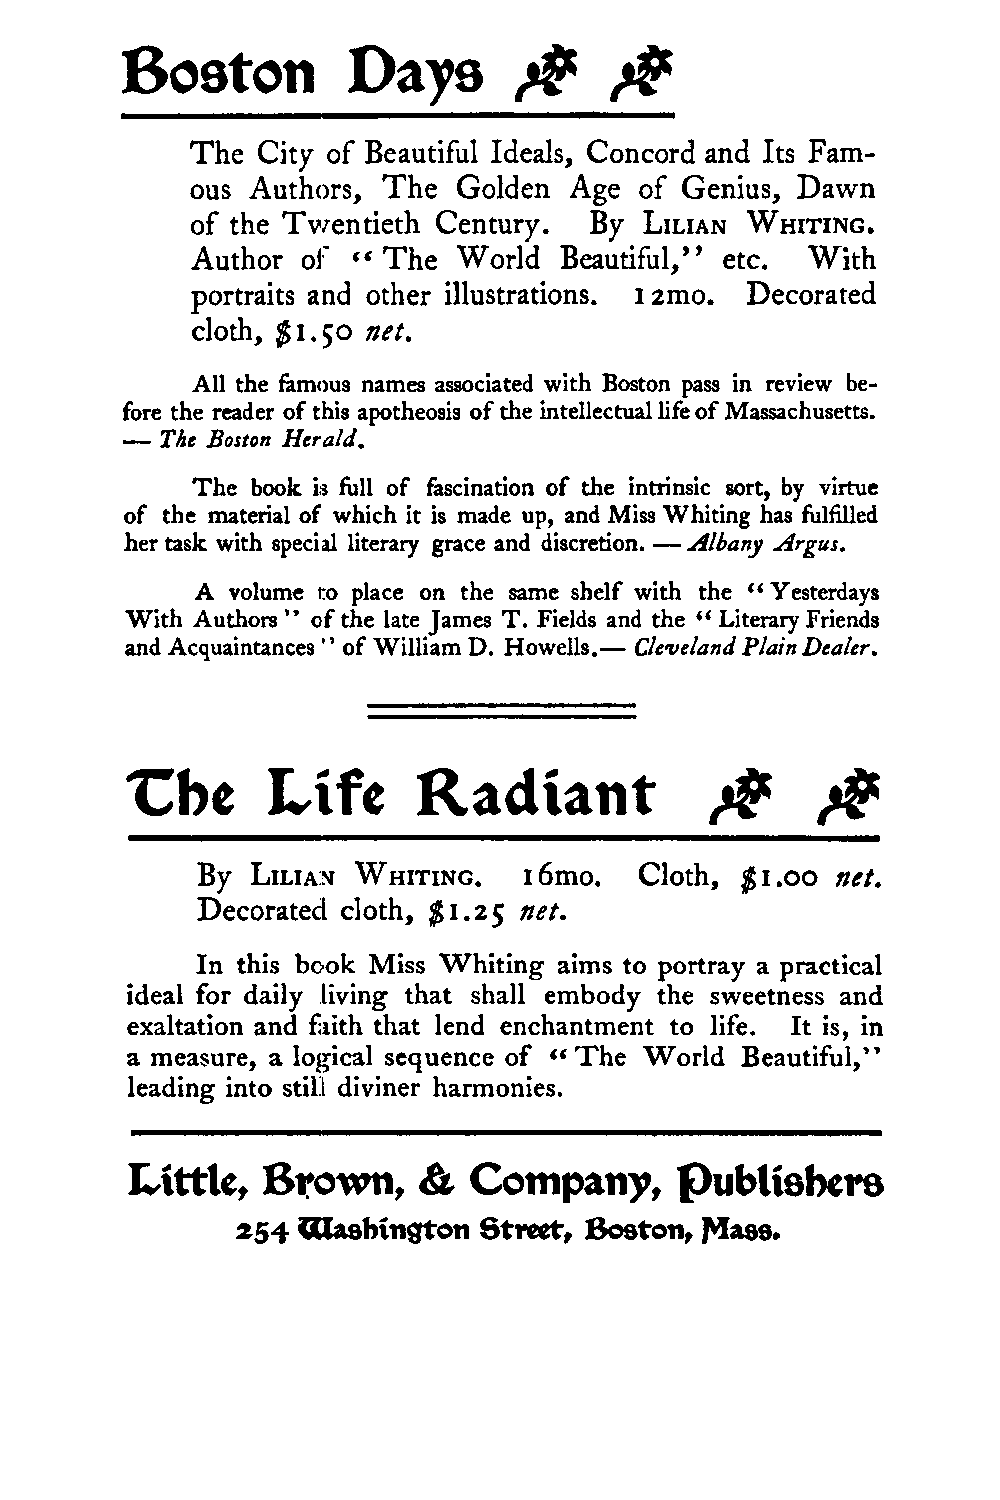 Boston Days
The City of Beautiful Ideals, Concord and Its Fam-
ous Authors, The Golden Age of Genius, Dawn
of the Twentieth Century. By LILIAN WHITING.
Author of “ The World Beautiful,” etc. With
portraits and other illustrations. 12mo. Decorated
cloth, $1.50 net.
All the famous names associated with Boston pass in review be-
fore the reader of this apotheosis of the intellectual life of Massachusetts.
— The Boston Herald.
The book is full of fascination of the intrinsic sort, by virtue
of the material of which it is made up, and Miss Whiting has fulfilled
her task with special literary grace and discretion. — Albany Argus.
A volume to place on the same shelf with the “ Yesterdays
With Authors ” of the late James T. Fields and the “ Literary Friends
and Acquaintances ” of William D. Howells.— Cleveland Plain Dealer.
The Life Radiant
By LILIAN WHITING. 16mo. Cloth, $1.00 net.
Decorated cloth, $1.25 net.
In this book Miss Whiting aims to portray a practical
ideal for daily living that shall embody the sweetness and
exaltation and faith that lend enchantment to life. It is, in
a measure, a logical sequence of “ The World Beautiful,”
leading into still diviner harmonies.
Little, Brown, & Company, Publishers
254 Washington Street, Boston, Mass.